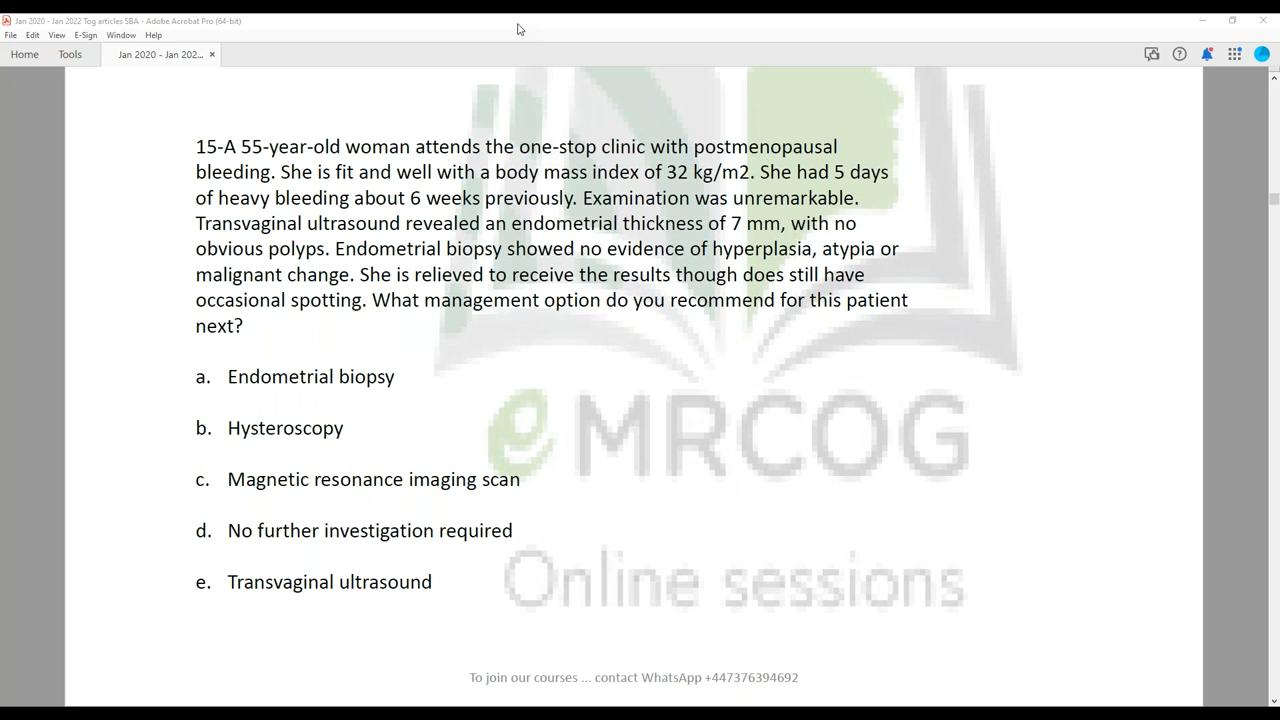 Jan 2020 - Jan 2022 Tog articles SBA - Adobe Acrobat Pro (64-bit)
File Edit View E-Sign Window Help
Home Tools Jan 2020 - Jan 202... ×
15-A 55-year-old woman attends the one-stop clinic with postmenopausal
bleeding. She is fit and well with a body mass index of 32 kg/m2. She had 5 days
of heavy bleeding about 6 weeks previously. Examination was unremarkable.
Transvaginal ultrasound revealed an endometrial thickness of 7 mm, with no
obvious polyps. Endometrial biopsy showed no evidence of hyperplasia, atypia or
malignant change. She is relieved to receive the results though does still have
occasional spotting. What management option do you recommend for this patient
next?
a. Endometrial biopsy
b. Hysteroscopy
c. Magnetic resonance imaging scan
d. No further investigation required
e. Transvaginal ultrasound
eMRCOG
Online sessions
To join our courses ... contact WhatsApp +447376394692